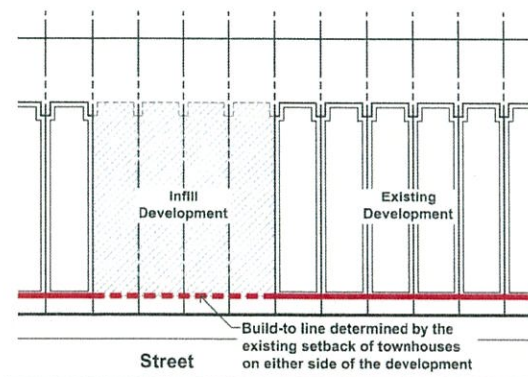 Infill
Development
Existing
Development
Build-to line determined by the
existing setback of townhouses
on either side of the development
Street